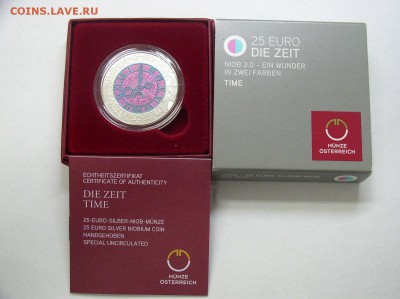 COINS.LAVE.RU
25 EURO
DIE ZEIT
NIOB 2.0 – EIN WUNDER
IN ZWEI FARBEN
TIME
MÜNZE
ÖSTERREICH
ECHTHEITSZERTIFIKAT
CERTIFICATE OF AUTHENTICITY
DIE ZEIT
TIME
25-EURO-SILBER-NIOB-MÜNZE
25 EURO SILVER NIOBIUM COIN
HANDGEHOBEN
SPECIAL UNCIRCULATED
MÜNZE
ÖSTERREICH